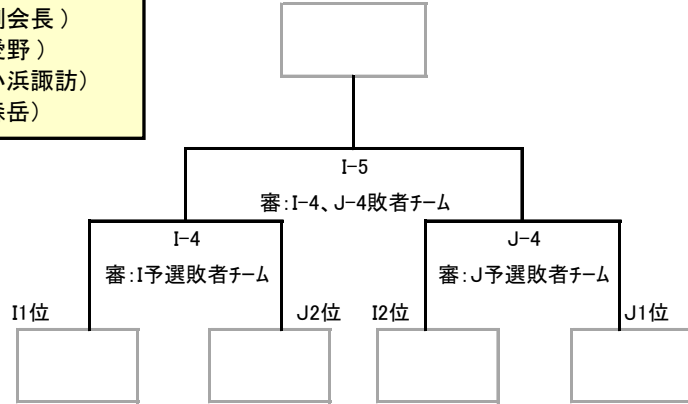 副会長 )
愛野 )
小浜諏訪)
岳)
I-5
審:I-4、J-4敗者チーム
I-4
J-4
審:I予選敗者チーム
審:J予選敗者チーム
I1位
J2位
I2位
J1位